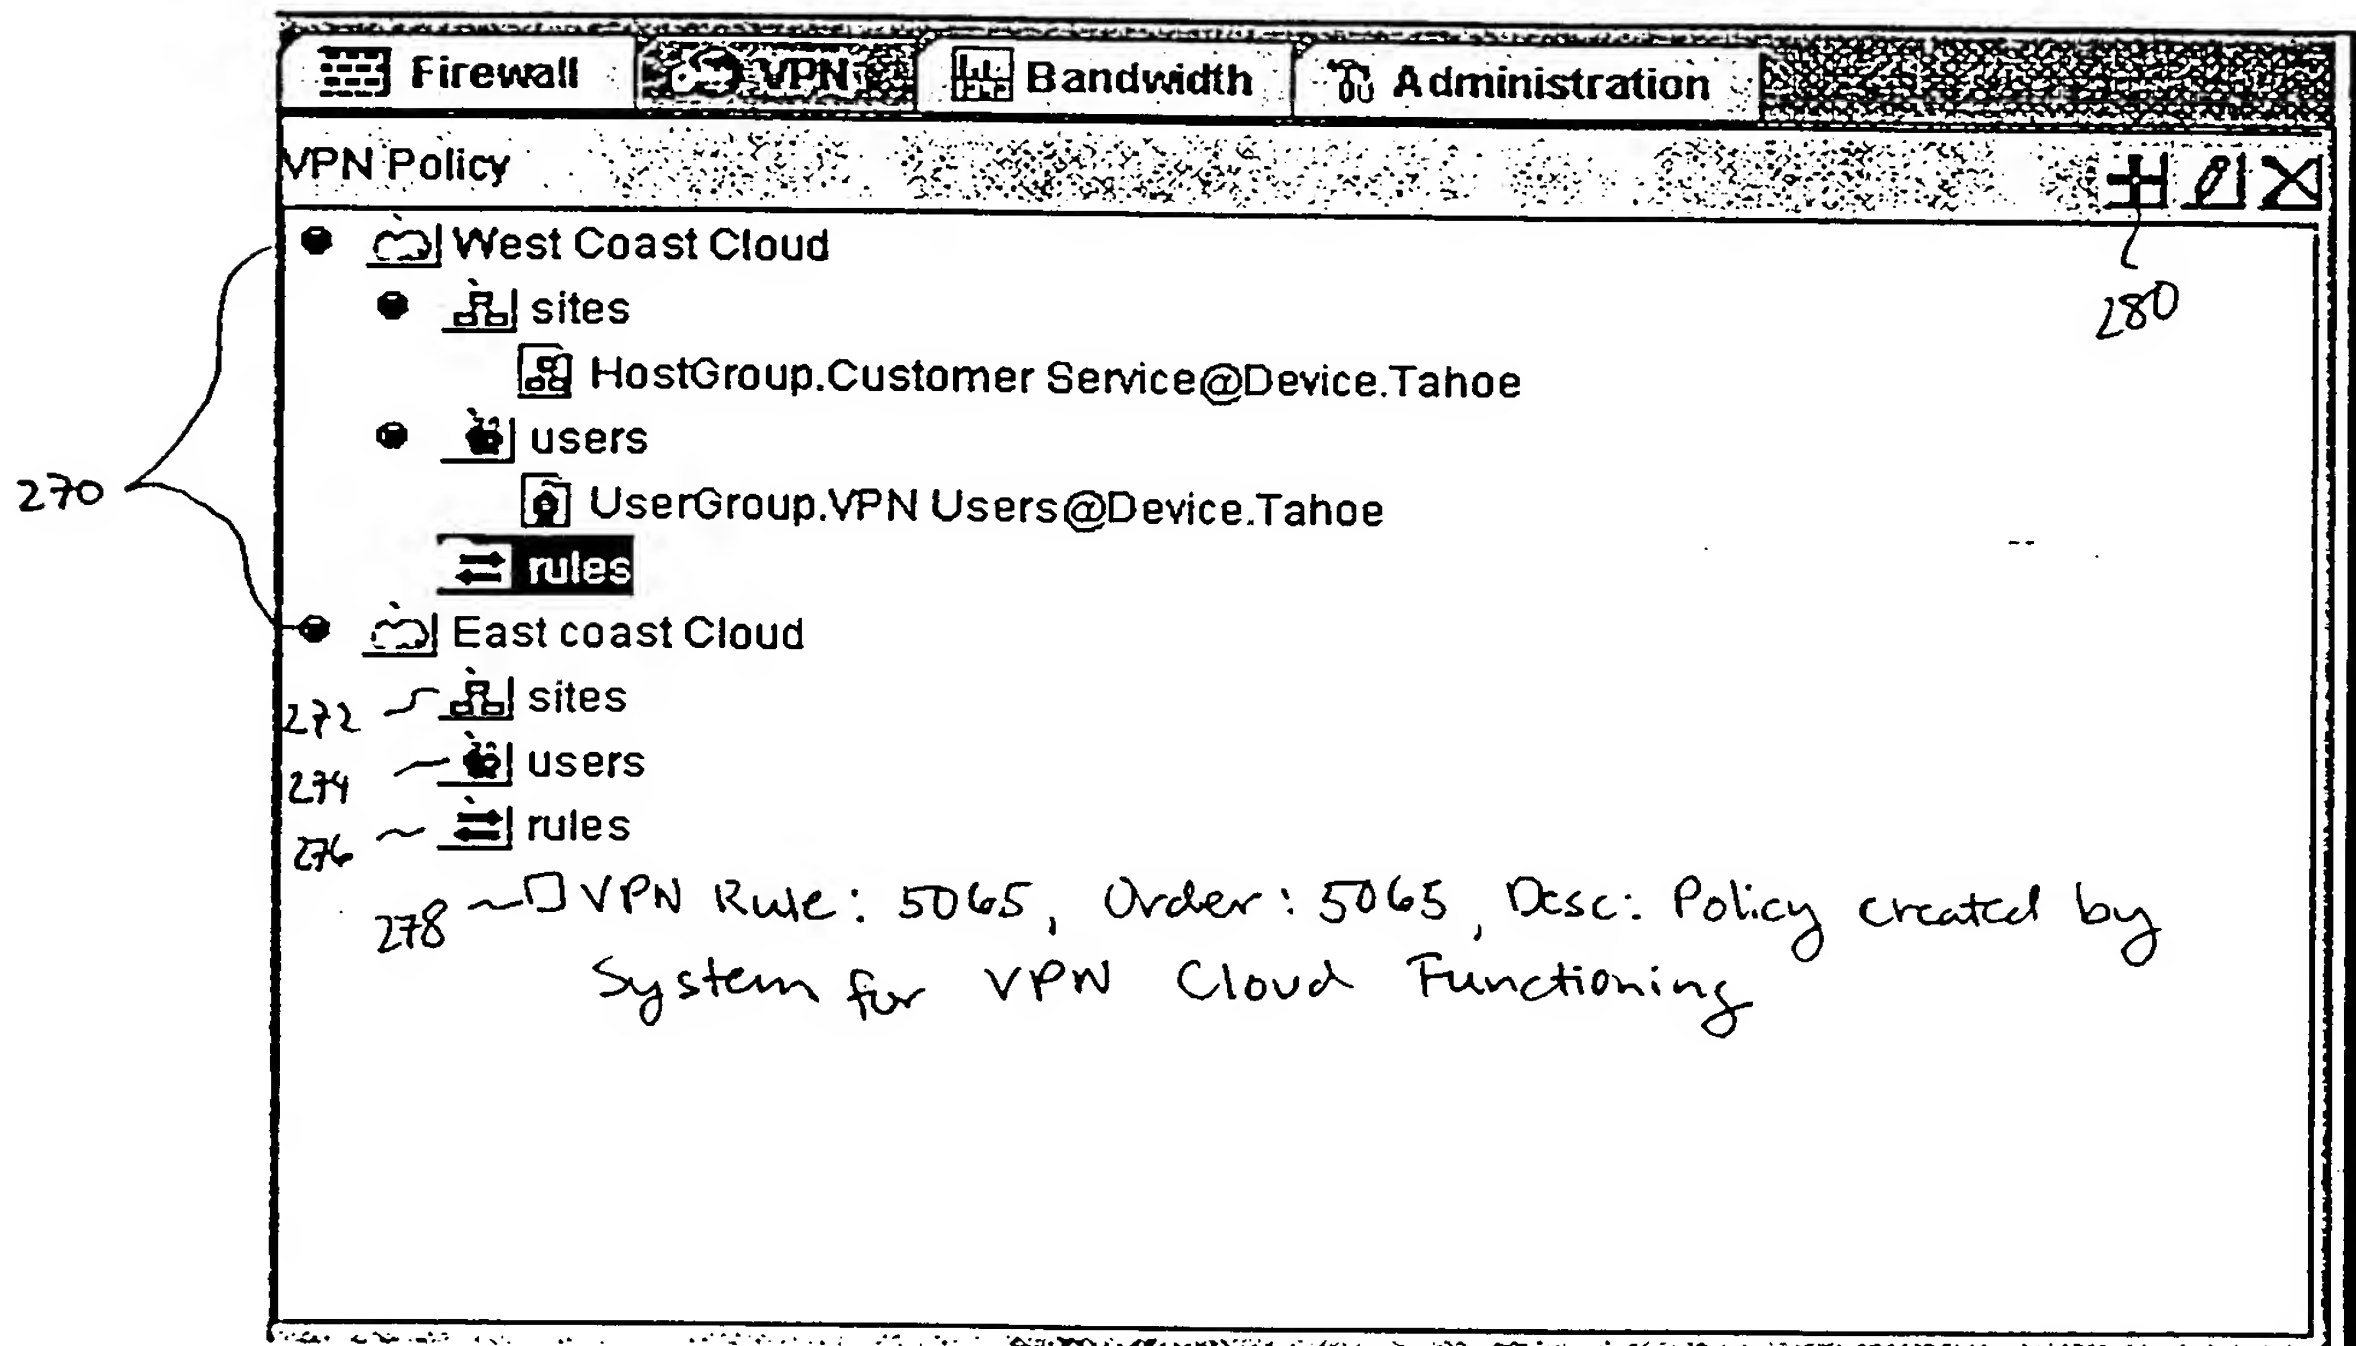 Firewall VPN Bandwidth Administration
VPN Policy
West Coast Cloud
280
sites
HostGroup.Customer Service@Device.Tahoe
users
270
UserGroup.VPN Users@Device.Tahoe
rules
East coast Cloud
272 sites
274 users
276 rules
278 VPN Rule: 5065, Order: 5065, Desc: Policy created by
System for VPN Cloud Functioning